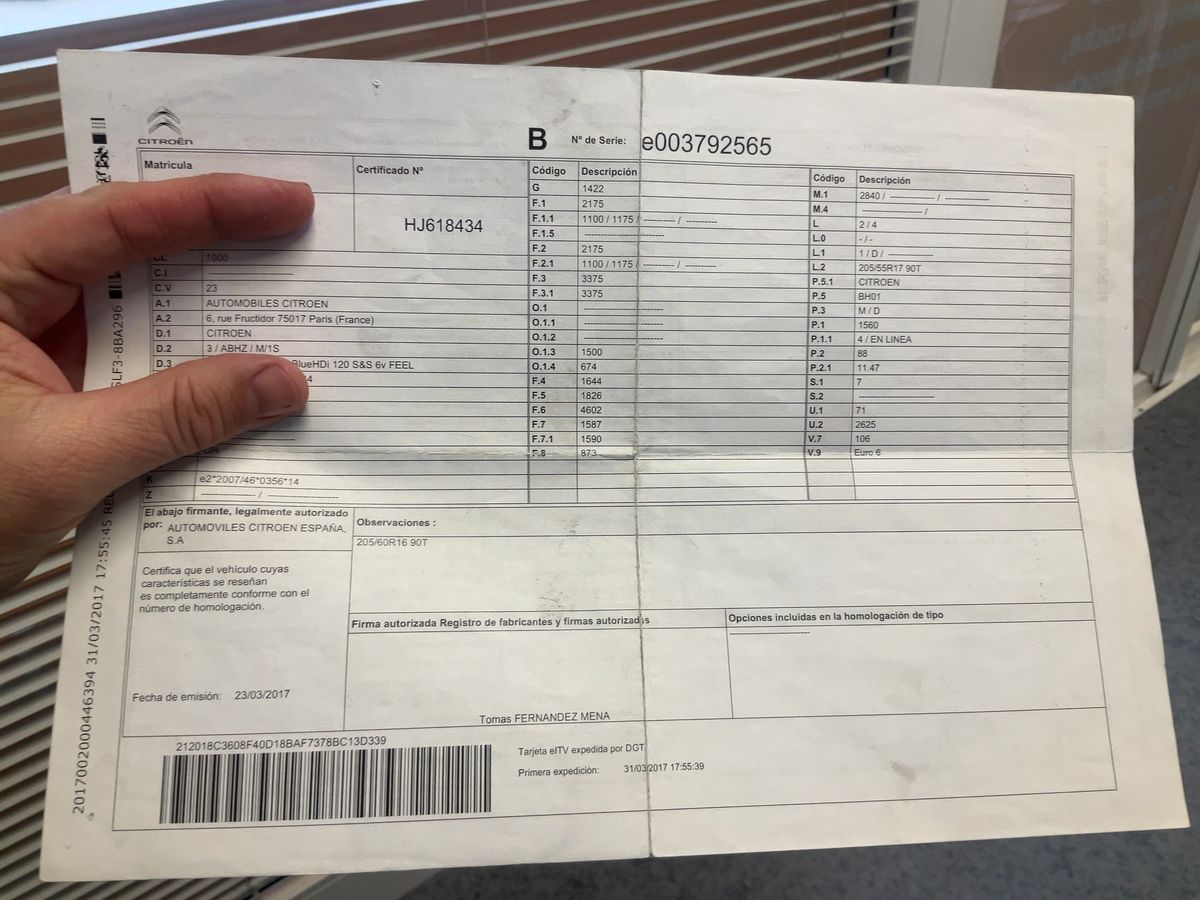 CITROËN
B Nº de Serie: e003792565
Matricula
Certificado Nº
HJ618434
CL 1000
C.I --------------------
C.V 23
A.1 AUTOMOBILES CITROEN
A.2 6, rue Fructidor 75017 Paris (France)
D.1 CITROEN
D.2 3 / ABHZ / M/1S
D.3 BlueHDi 120 S&S 6v FEEL
4
K e2*2007/46*0356*14
Z ------------- / -----------------
Código Descripción
G 1422
F.1 2175
F.1.1 1100 / 1175 / --------- / ---------
F.1.5 --------------------
F.2 2175
F.2.1 1100 / 1175 / --------- / ---------
F.3 3375
F.3.1 3375
O.1 --------------------
O.1.1 --------------------
O.1.2 --------------------
O.1.3 1500
O.1.4 674
F.4 1644
F.5 1826
F.6 4602
F.7 1587
F.7.1 1590
F.8 873
Código Descripción
M.1 2840 / ------------ / ------------
M.4 ---------------- /
L 2 / 4
L.0 - / -
L.1 1 / D / ------------
L.2 205/55R17 90T
P.5.1 CITROEN
P.5 BH01
P.3 M / D
P.1 1560
P.1.1 4 / EN LINEA
P.2 88
P.2.1 11.47
S.1 7
S.2 --------------------
U.1 71
U.2 2625
V.7 106
V.9 Euro 6
El abajo firmante, legalmente autorizado
por: AUTOMOVILES CITROEN ESPAÑA,
S.A
Certifica que el vehículo cuyas
características se reseñan
es completamente conforme con el
número de homologación.
Fecha de emisión: 23/03/2017
Observaciones :
205/60R16 90T
Firma autorizada Registro de fabricantes y firmas autorizadas
Tomas FERNANDEZ MENA
Opciones incluidas en la homologación de tipo
--------------------
212018C3608F40D18BAF7378BC13D339
Tarjeta eITV expedida por DGT
Primera expedición: 31/03/2017 17:55:39
2017002000446394 31/03/2017 17:55:45
SLF3-8BA296